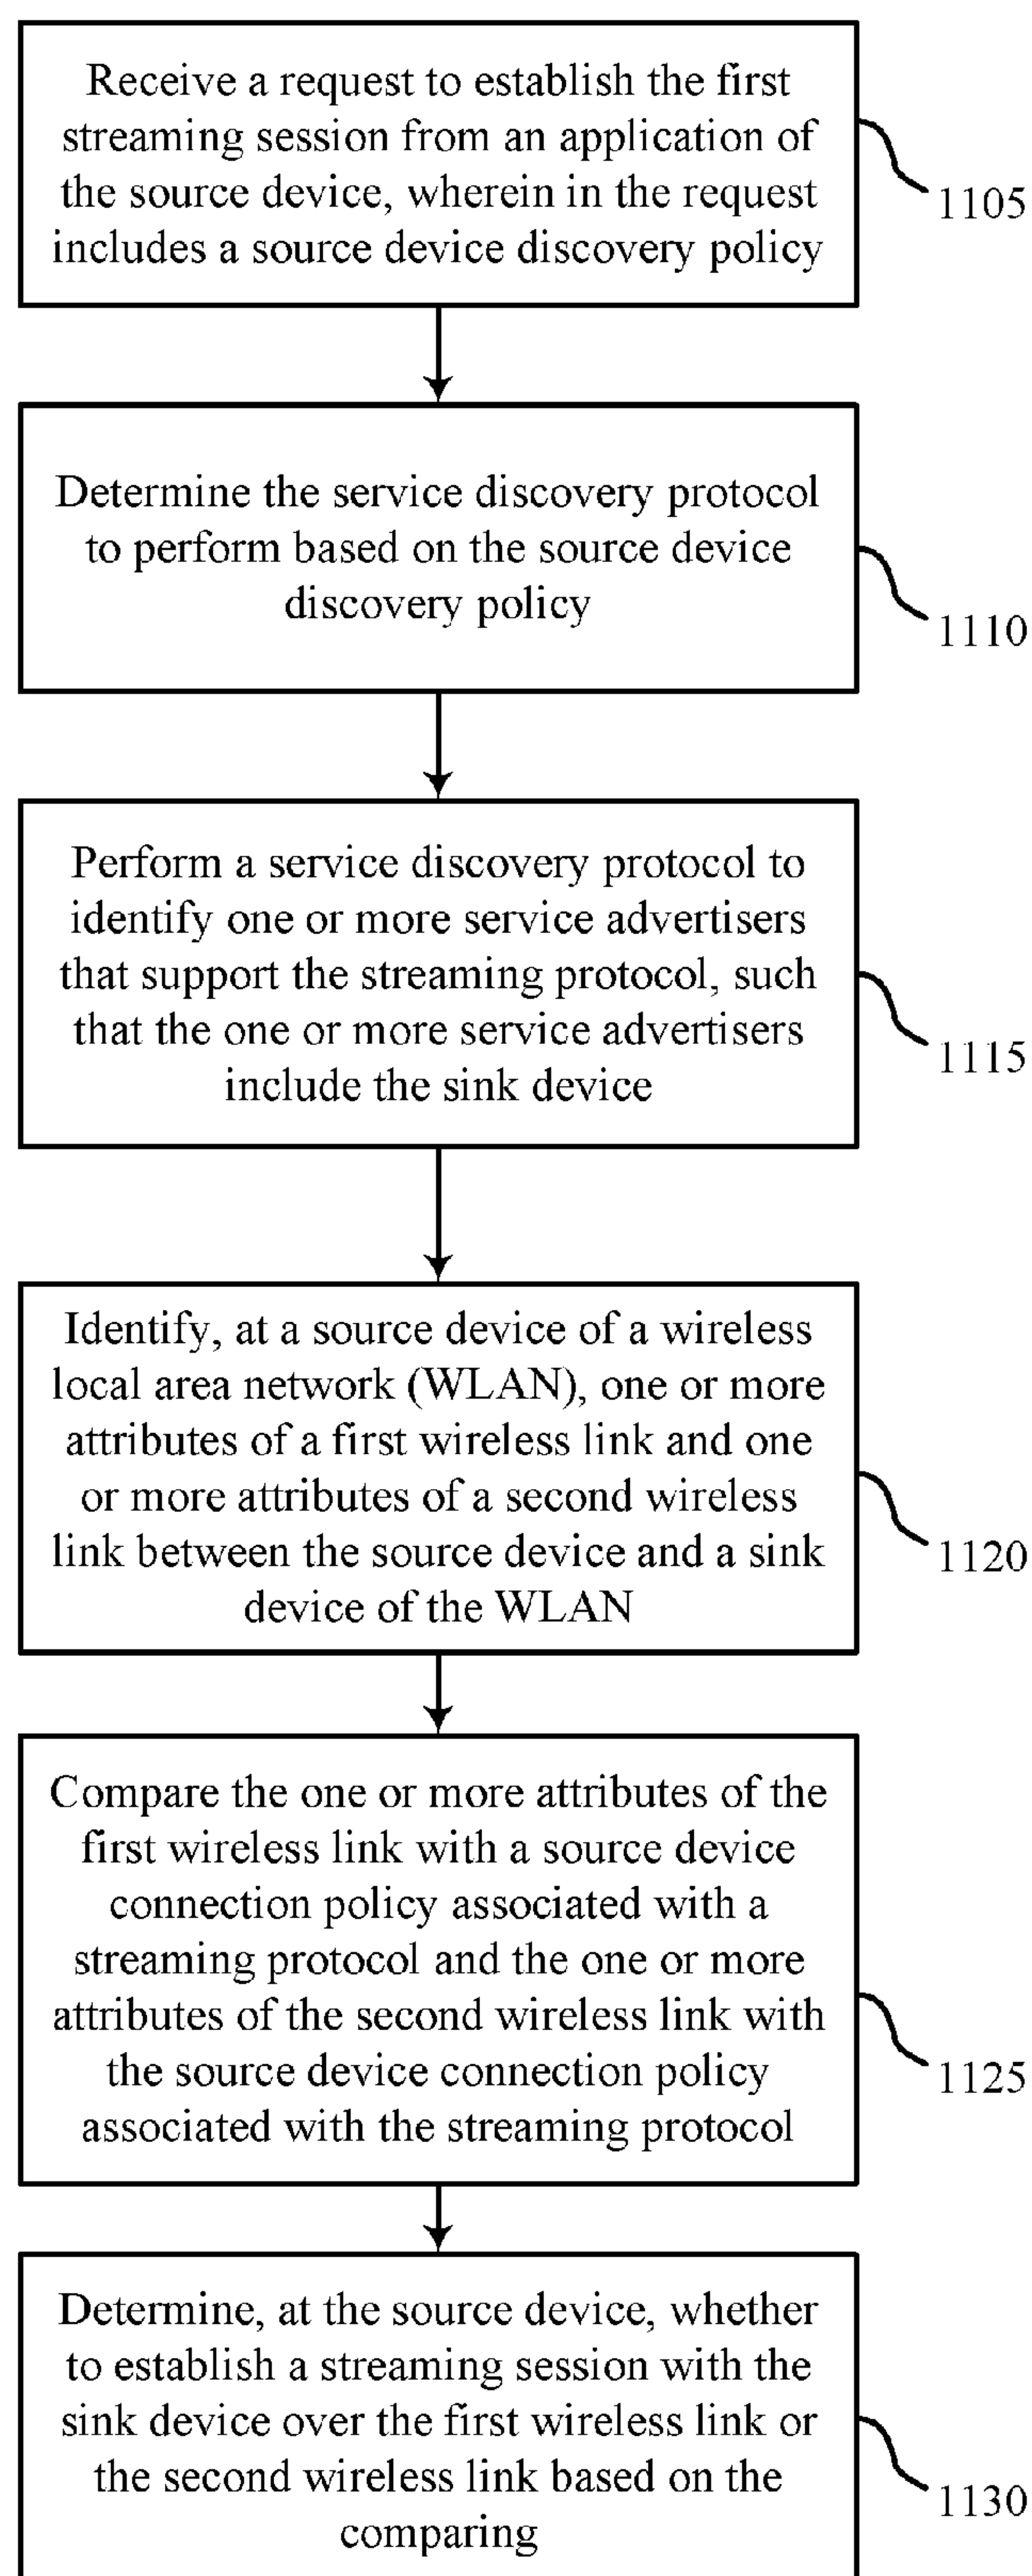 Receive a request to establish the first
streaming session from an application of
the source device, wherein in the request
includes a source device discovery policy
1105
Determine the service discovery protocol
to perform based on the source device
discovery policy
1110
Perform a service discovery protocol to
identify one or more service advertisers
that support the streaming protocol, such
that the one or more service advertisers
include the sink device
1115
Identify, at a source device of a wireless
local area network (WLAN), one or more
attributes of a first wireless link and one
or more attributes of a second wireless
link between the source device and a sink
device of the WLAN
1120
Compare the one or more attributes of the
first wireless link with a source device
connection policy associated with a
streaming protocol and the one or more
attributes of the second wireless link with
the source device connection policy
associated with the streaming protocol
1125
Determine, at the source device, whether
to establish a streaming session with the
sink device over the first wireless link or
the second wireless link based on the
comparing
1130